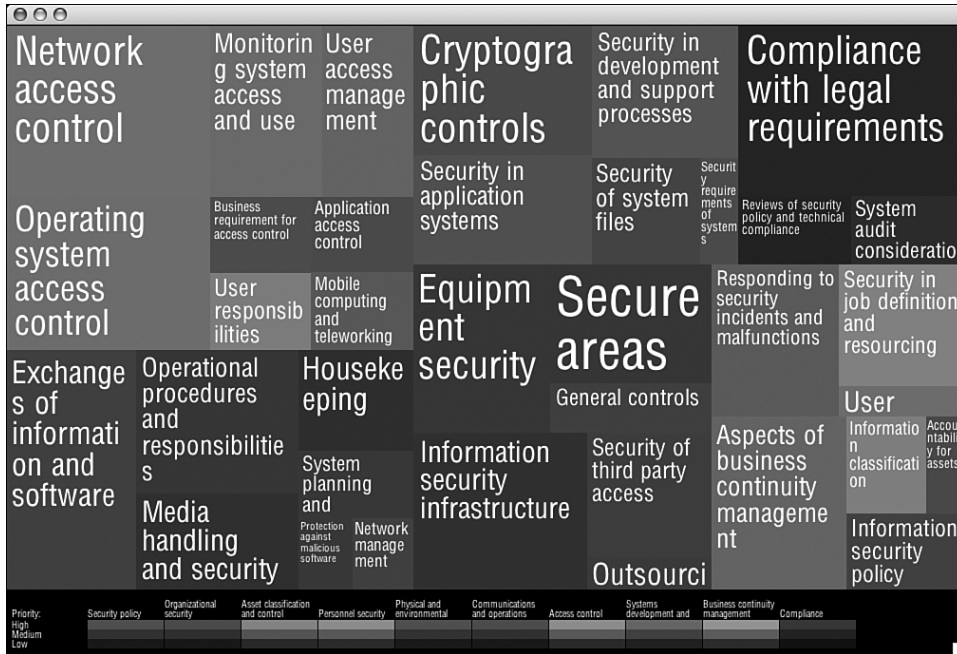 Network
access
control
Monitorin
g system
access
and use
User
access
manage
ment
Cryptogra
phic
controls
Security in
development
and support
processes
Compliance
with legal
requirements
Security in
application
systems
Security
of system
files
Securit
y
require
ments
of
system
s
Reviews of security
policy and technical
compliance
System
audit
consideratio
Operating
system
access
control
Business
requirement for
access control
Application
access
control
User
responsib
ilities
Mobile
computing
and
teleworking
Equipm
ent
security
Secure
areas
General controls
Responding to
security
incidents and
malfunctions
Security in
job definition
and
resourcing
User
Exchange
s of
informati
on and
software
Operational
procedures
and
responsibilitie
s
Houseke
eping
System
planning
and
Media
handling
and security
Protection
against
malicious
software
Network
manage
ment
Information
security
infrastructure
Security of
third party
access
Outsourci
Aspects of
business
continuity
manageme
nt
Informatio
n
classificati
on
Accou
ntabili
y for
assets
Information
security
policy
Priority:
High
Medium
Low
Security policy
Organizational
security
Asset classification
and control
Personnel security
Physical and
environmental
Communications
and operations
Access control
Systems
development and
Business continuity
management
Compliance